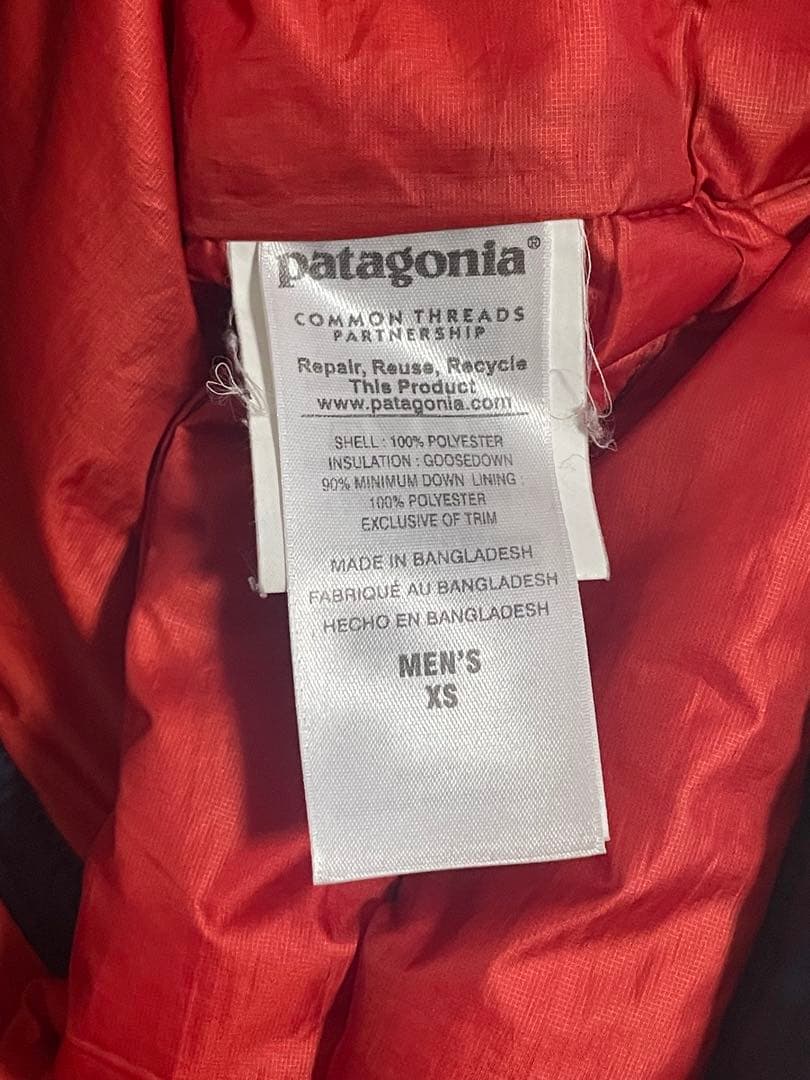 patagonia®
COMMON THREADS
PARTNERSHIP
Repair, Reuse, Recycle
This Product
www.patagonia.com
SHELL : 100% POLYESTER
INSULATION : GOOSEDOWN
90% MINIMUM DOWN LINING :
100% POLYESTER
EXCLUSIVE OF TRIM
MADE IN BANGLADESH
FABRIQUÉ AU BANGLADESH
HECHO EN BANGLADESH
MEN'S
XS